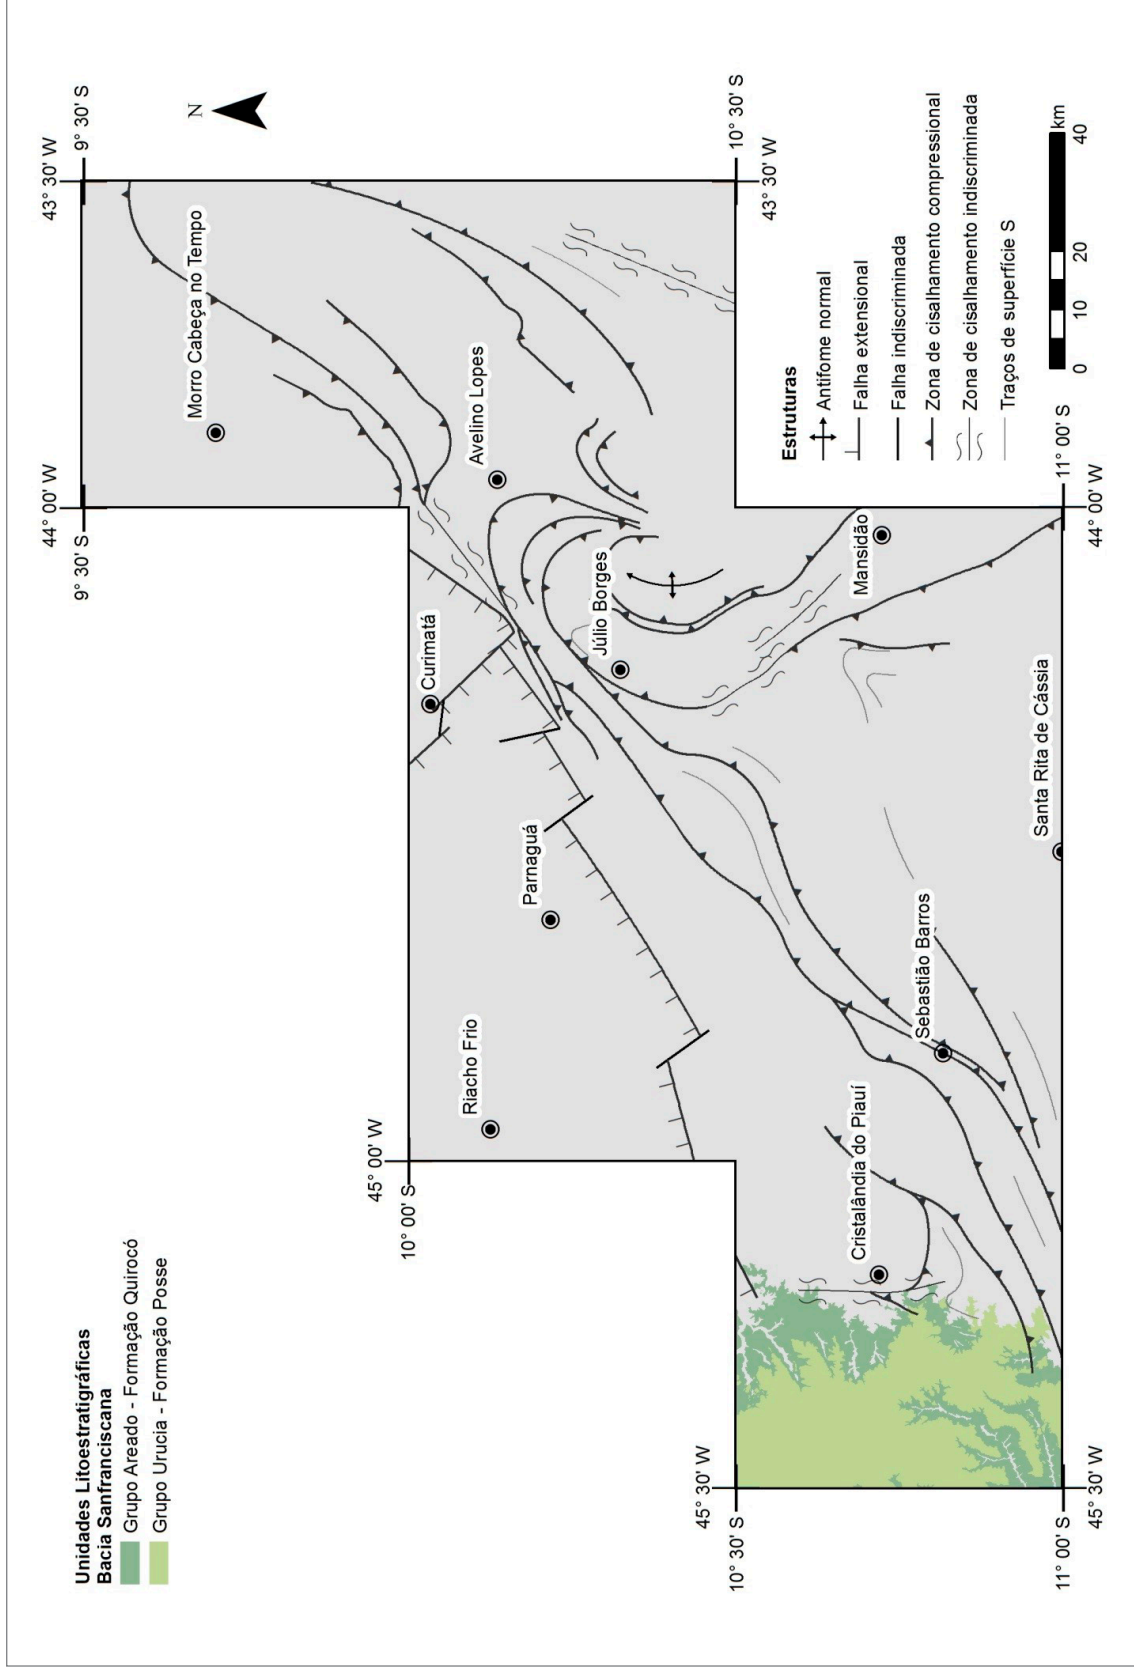 Unidades Litoestratigráficas
Bacia Sanfranciscana
Grupo Areado - Formação Quirocó
Grupo Urucia - Formação Posse
44° 00' W
43° 30' W
9° 30' S
9° 30' S
N
Morro Cabeça no Tempo
45° 00' W
10° 00' S
Curimatá
Avelino Lopes
Riacho Frio
Parnaguá
Júlio Borges
45° 30' W
10° 30' S
10° 30' S
43° 30' W
Cristalândia do Piauí
Sebastião Barros
Mansidão
Santa Rita de Cássia
11° 00' S
45° 30' W
11° 00' S
44° 00' W
Estruturas
Antifome normal
Falha extensional
Falha indiscriminada
Zona de cisalhamento compressional
Zona de cisalhamento indiscriminada
Traços de superfície S
km
0 10 20 40